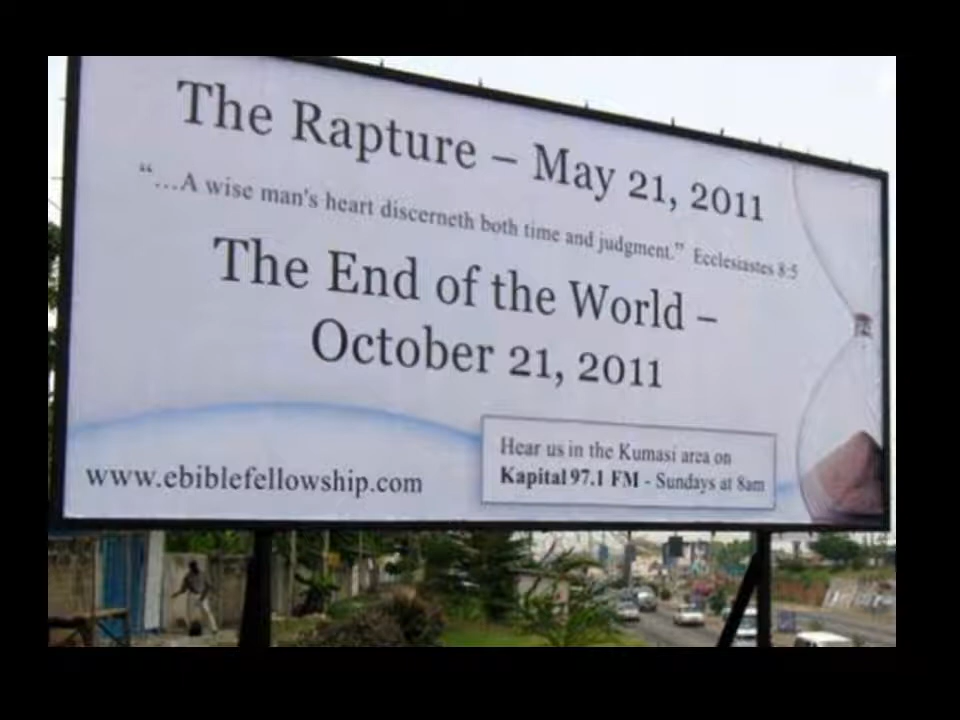 The Rapture – May 21, 2011
“...A wise man's heart discerneth both time and judgment.” Ecclesiastes 8:5
The End of the World –
October 21, 2011
Hear us in the Kumasi area on
Kapital 97.1 FM - Sundays at 8am
www.ebiblefellowship.com